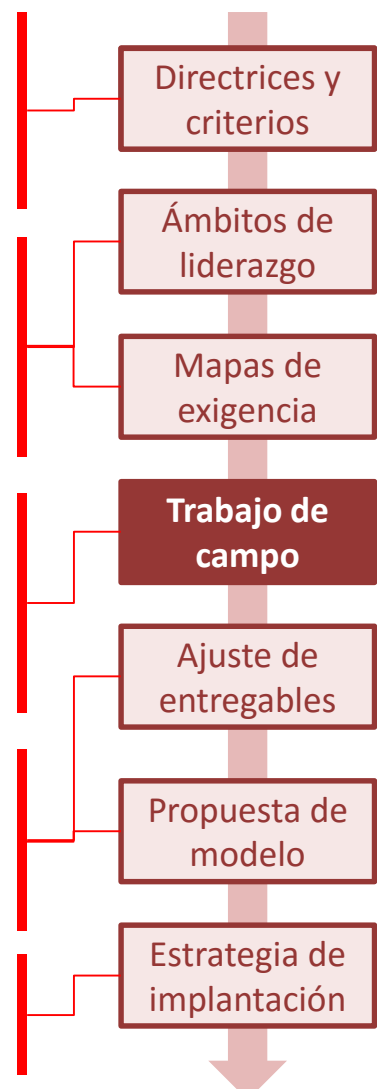 Directrices y
criterios
Ámbitos de
liderazgo
Mapas de
exigencia
Trabajo de
campo
Ajuste de
entregables
Propuesta de
modelo
Estrategia de
implantación